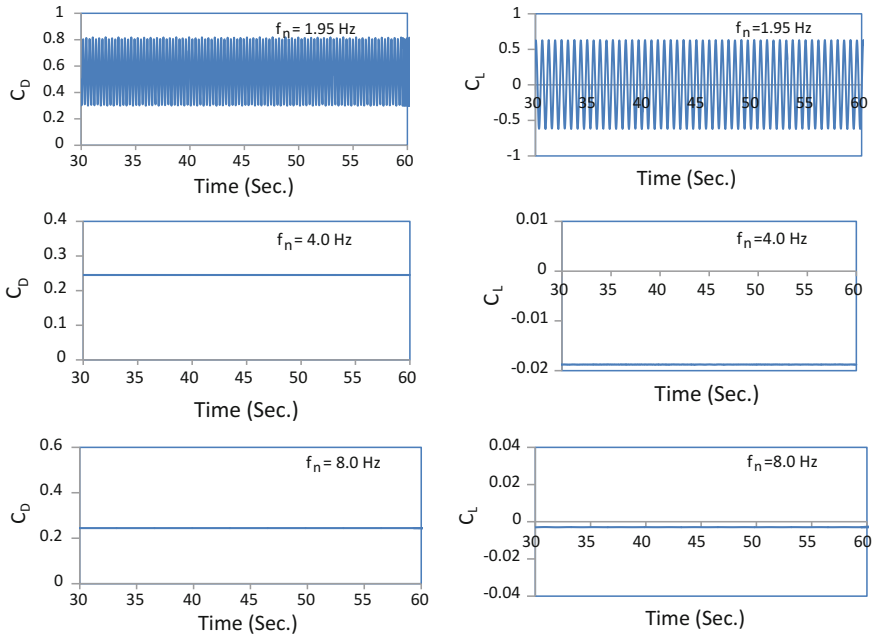 1
0.8
0.6
0.4
0.2
0
C_D
f_n = 1.95 Hz
30 35 40 45 50 55 60
Time (Sec.)
1
0.5
0
-0.5
-1
C_L
f_n=1.95 Hz
30 35 40 45 50 55 60
Time (Sec.)
0.4
0.3
0.2
0.1
0
C_D
f_n = 4.0 Hz
30 35 40 45 50 55 60
Time (Sec.)
0.01
0
-0.01
-0.01
-0.02
C_L
f_n=4.0 Hz
30 35 40 45 50 55 60
Time (Sec.)
0.6
0.4
0.2
0
C_D
f_n = 8.0 Hz
30 35 40 45 50 55 60
Time (Sec.)
0.04
0.02
0
-0.02
-0.04
C_L
f_n=8.0 Hz
30 35 40 45 50 55 60
Time (Sec.)